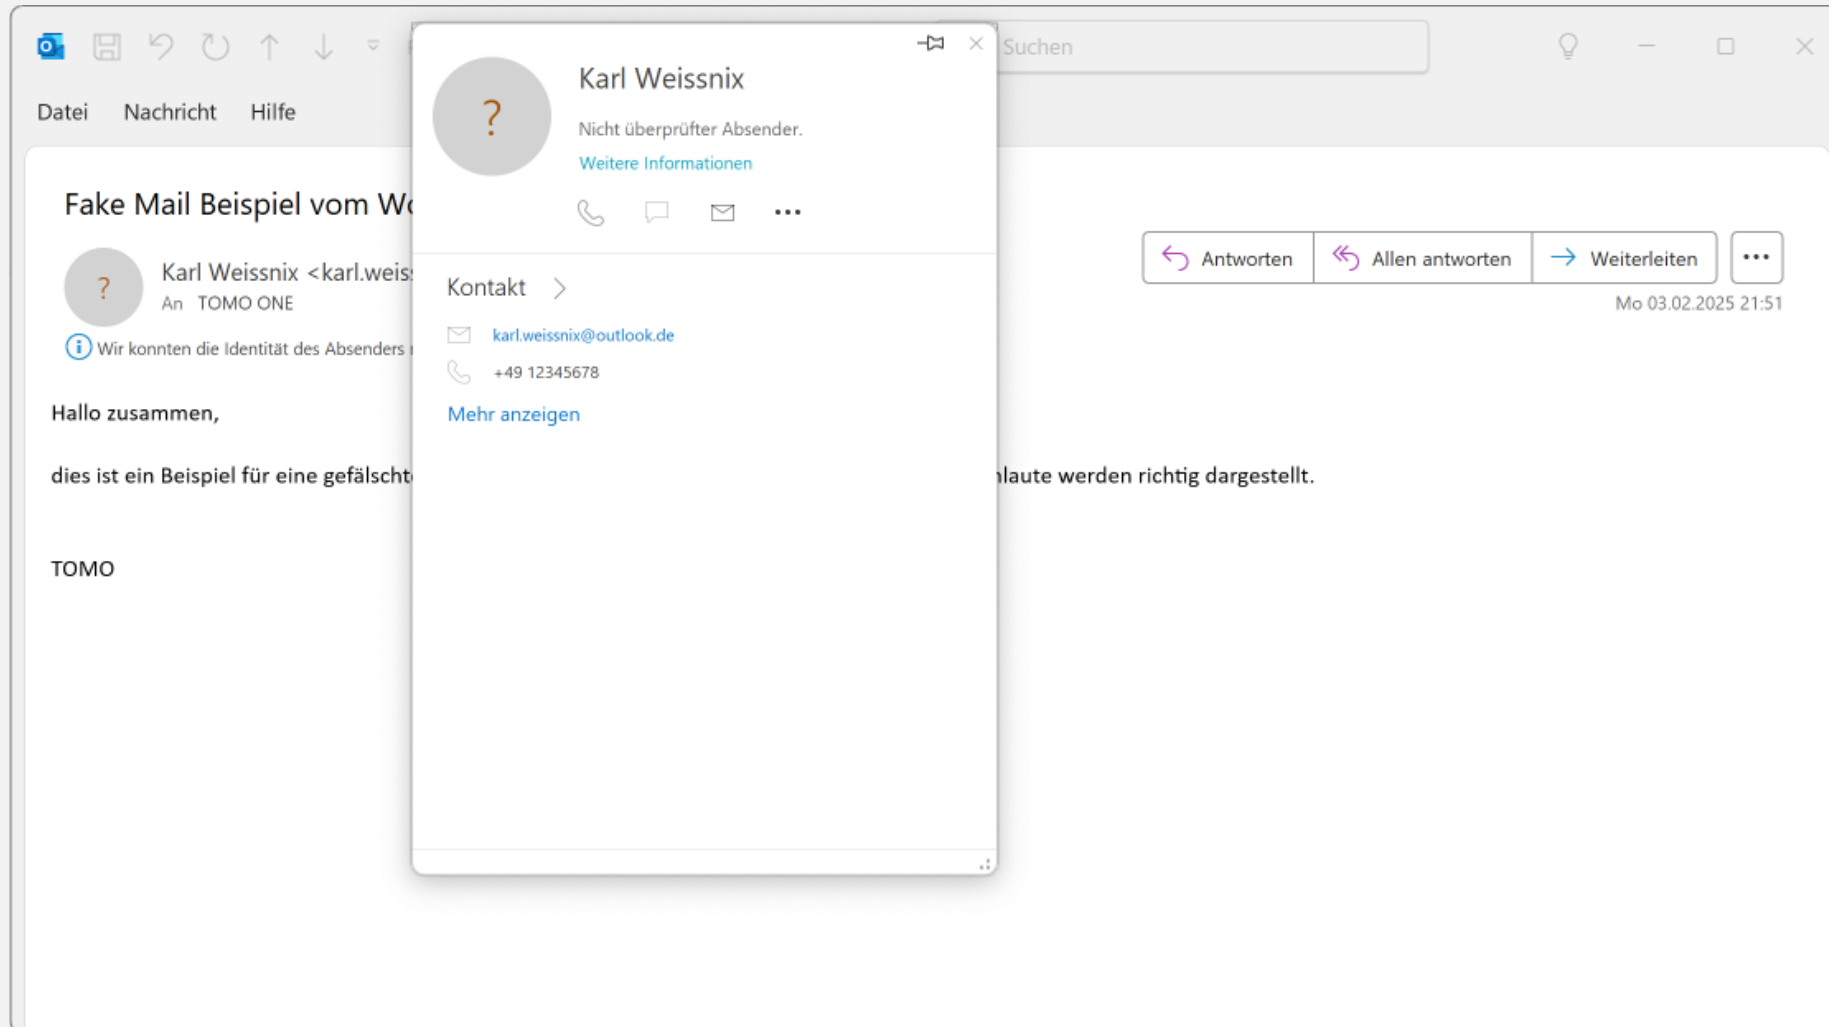 Suchen
Datei Nachricht Hilfe
Karl Weissnix
Nicht überprüfter Absender.
Weitere Informationen
Kontakt
karl.weissnix@outlook.de
+49 12345678
Mehr anzeigen
Fake Mail Beispiel vom
?
?
Karl Weissnix <karl.weiss
An TOMO ONE
Antworten
Allen antworten
Weiterleiten
Mo 03.02.2025 21:51
Wir konnten die Identität des Absenders
Hallo zusammen,
dies ist ein Beispiel für eine werden richtig dargestellt.
TOMO